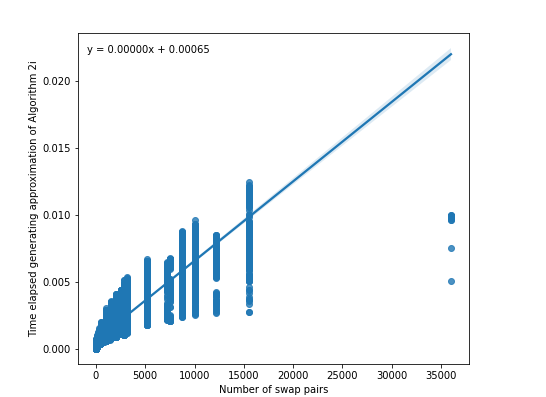 y = 0.00000x + 0.00065
Time elapsed generating approximation of Algorithm 2i
0.020
0.015
0.010
0.005
0.000
0 5000 10000 15000 20000 25000 30000 35000
Number of swap pairs